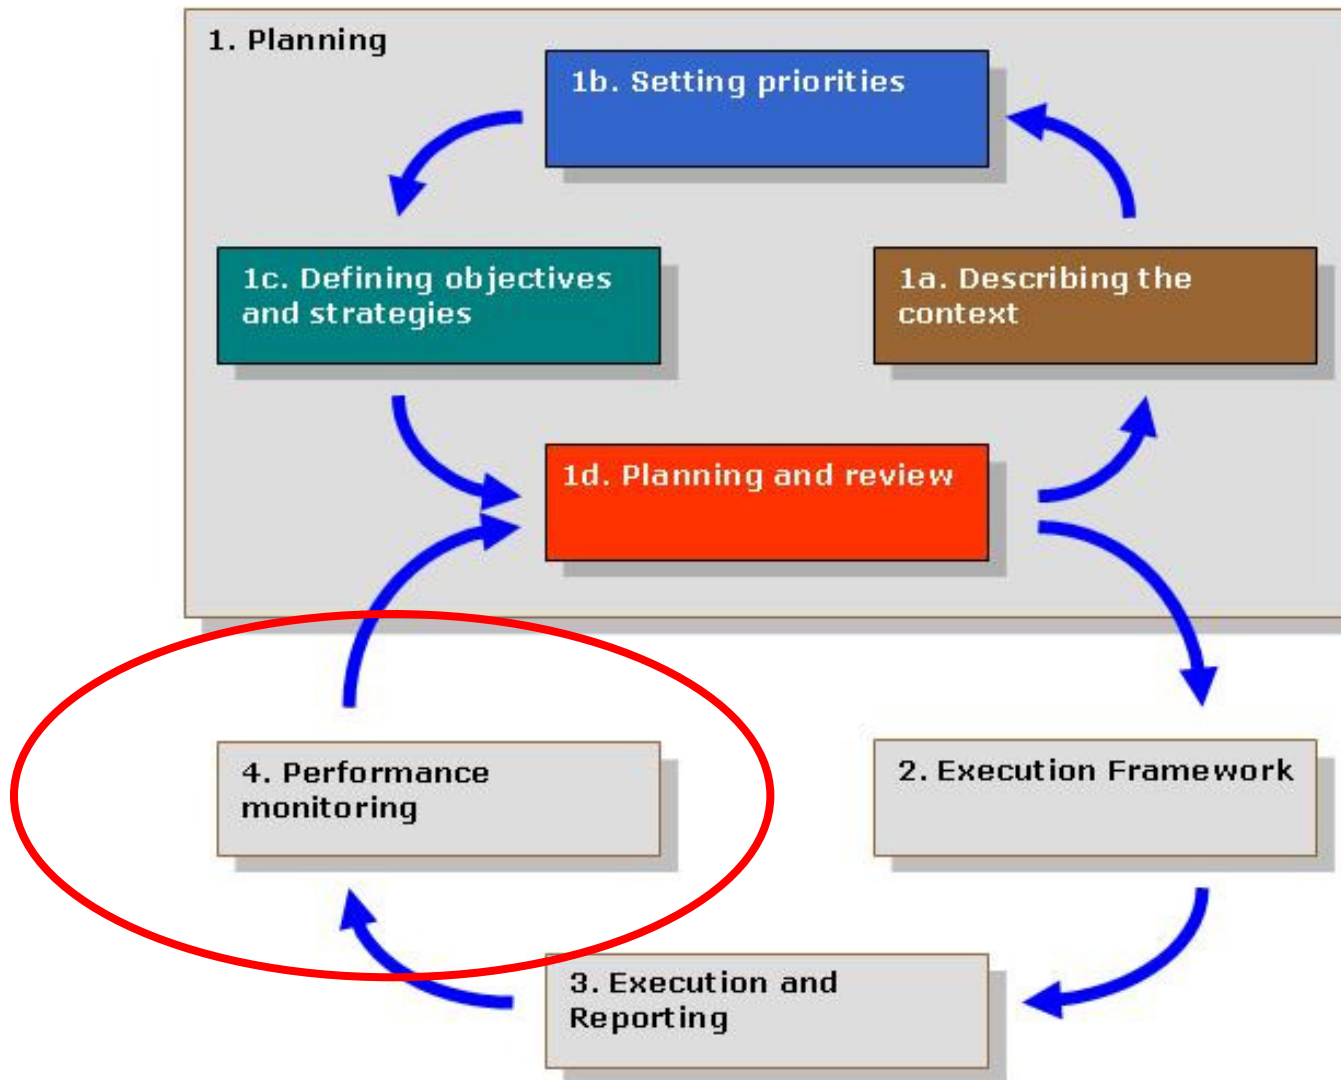 1. Planning
1b. Setting priorities
1c. Defining objectives
and strategies
1a. Describing the
context
1d. Planning and review
4. Performance
monitoring
2. Execution Framework
3. Execution and
Reporting